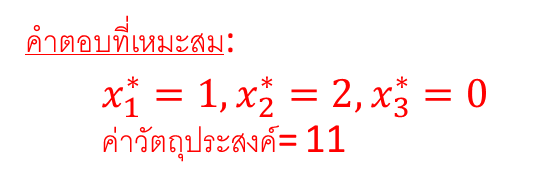 คำตอบที่เหมะสม:
x₁* = 1, x₂* = 2, x₃* = 0
ค่าวัตถุประสงค์= 11